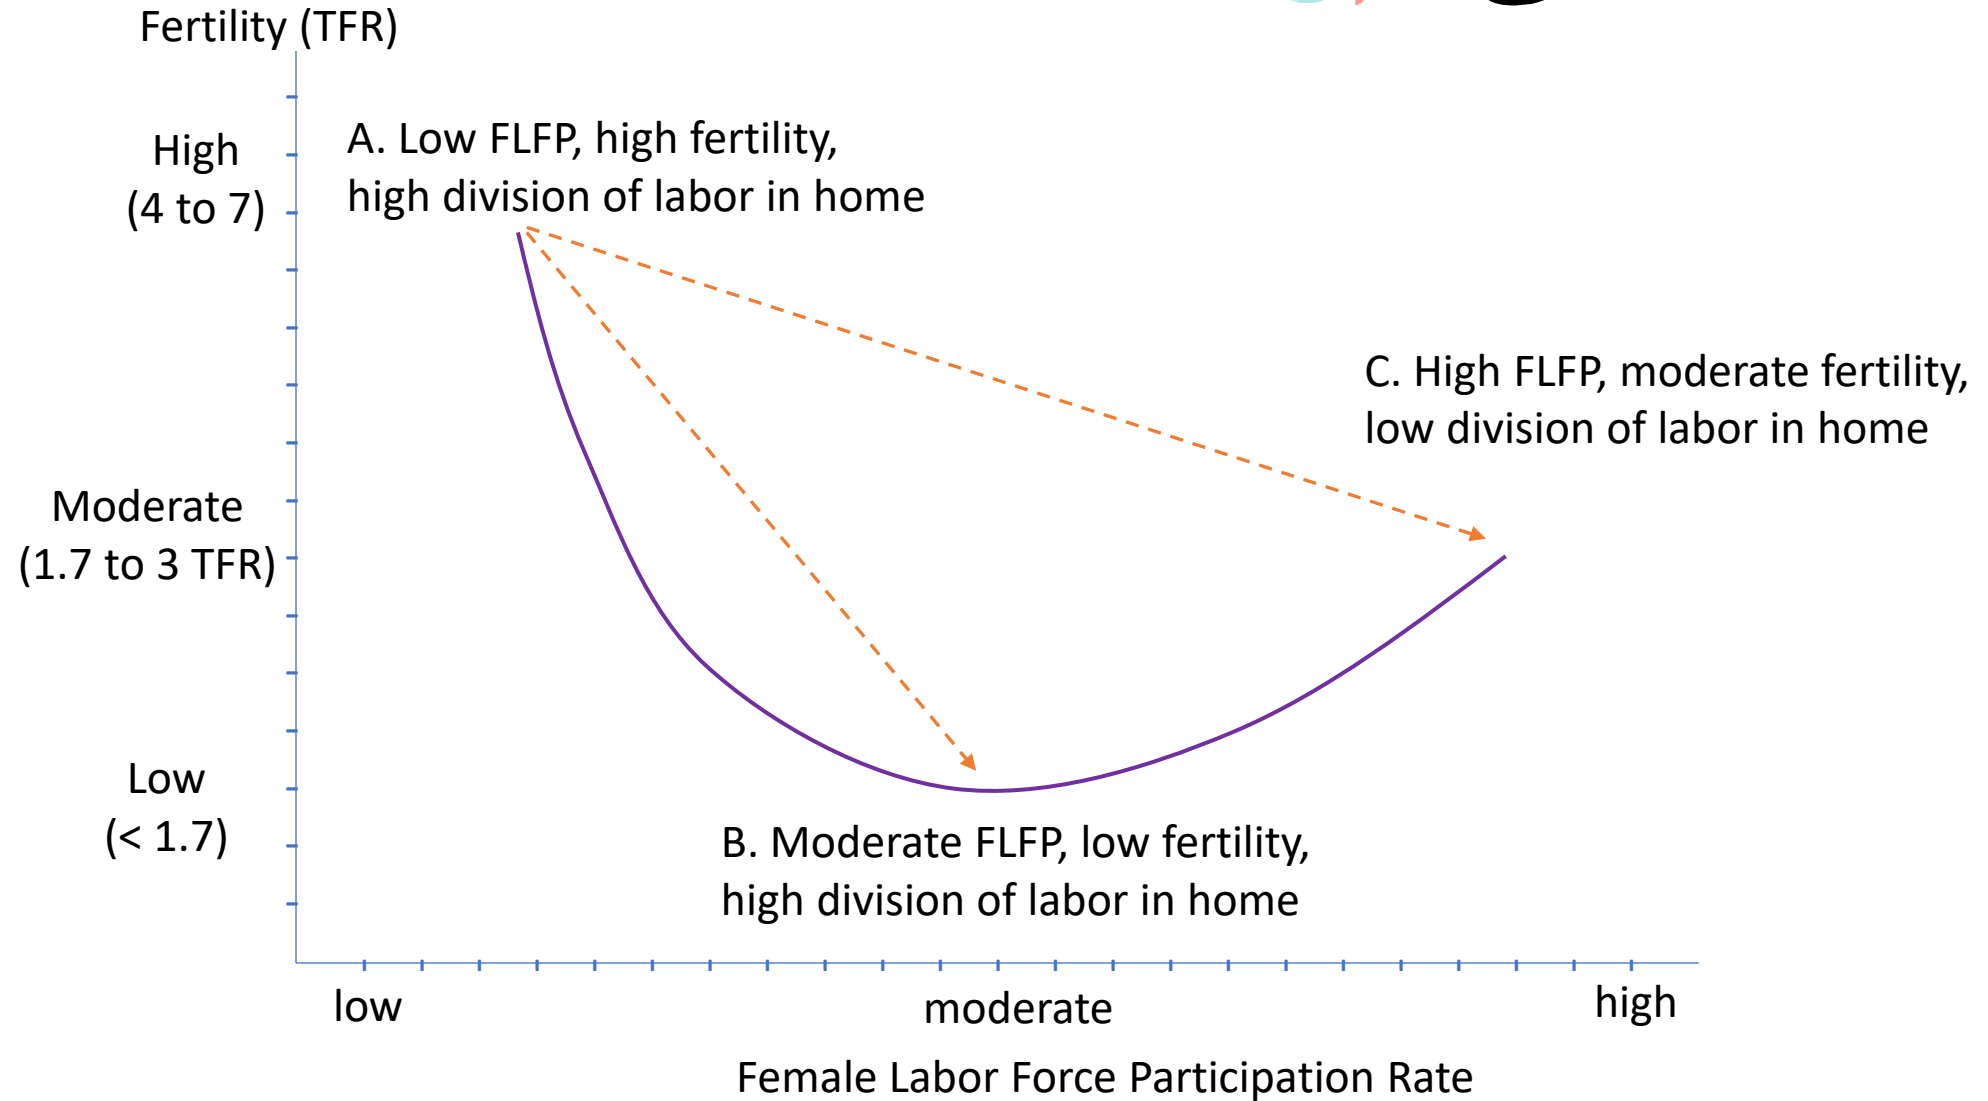 Fertility (TFR)
High
(4 to 7)
A. Low FLFP, high fertility,
high division of labor in home
C. High FLFP, moderate fertility,
low division of labor in home
Moderate
(1.7 to 3 TFR)
Low
(< 1.7)
B. Moderate FLFP, low fertility,
high division of labor in home
low
moderate
high
Female Labor Force Participation Rate